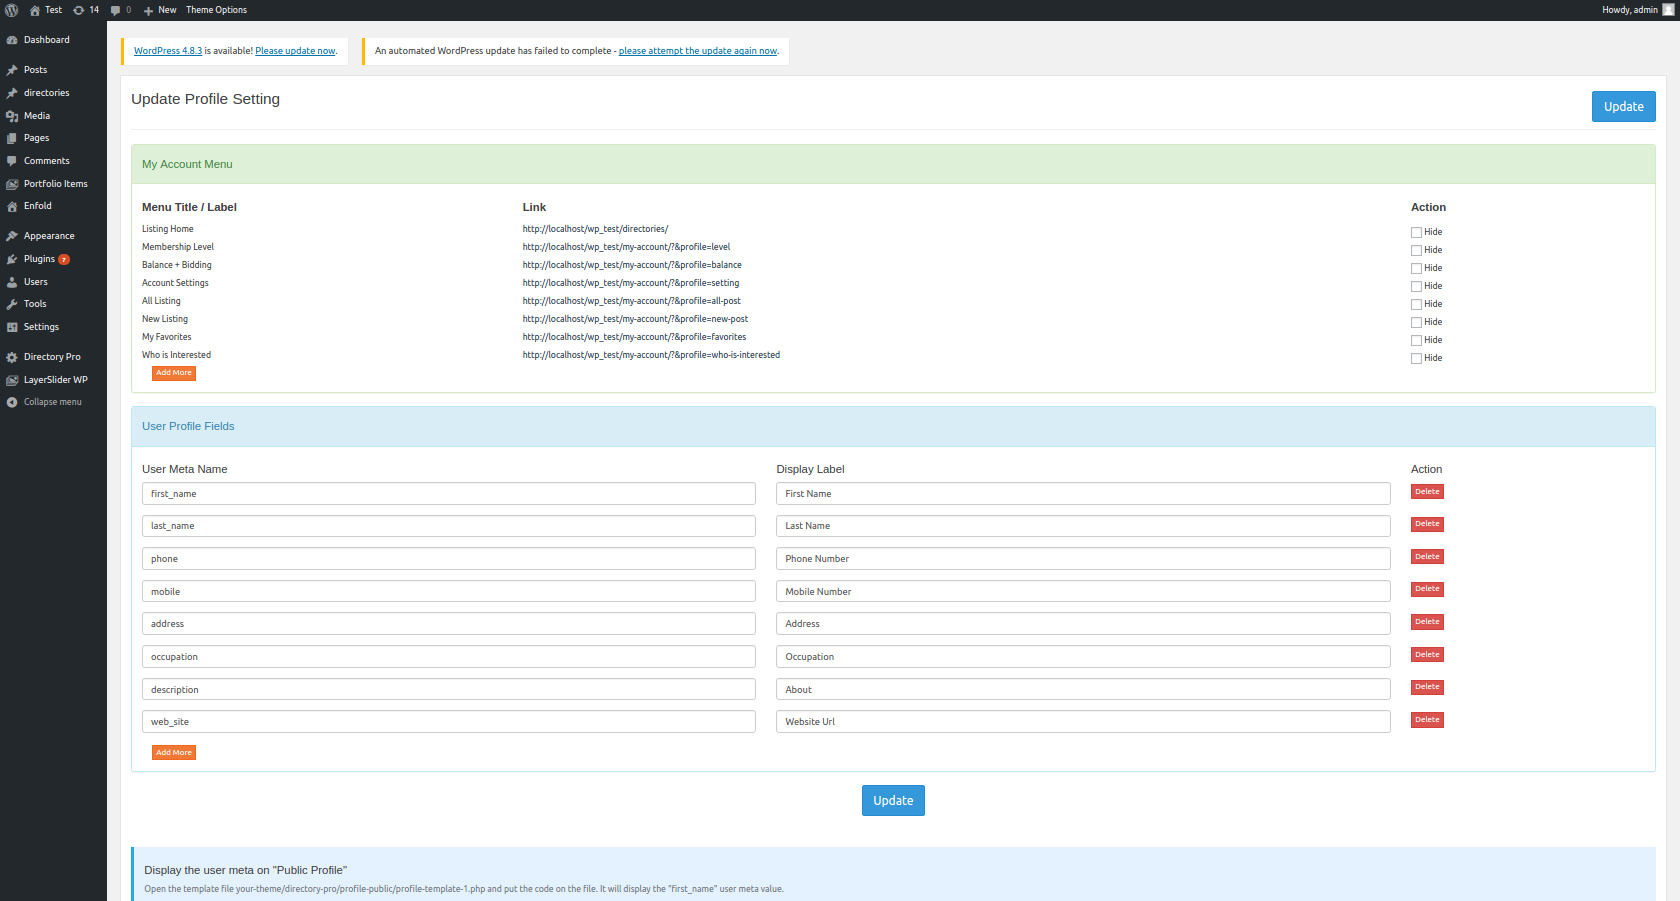 Test 14 0 New Theme Options Howdy, admin
Dashboard
Posts
directories
Media
Pages
Comments
Portfolio Items
Enfold
Appearance
Plugins 7
Users
Tools
Settings
Directory Pro
LayerSlider WP
Collapse menu
WordPress 4.8.3 is available! Please update now.
An automated WordPress update has failed to complete - please attempt the update again now.
Update Profile Setting
Update
My Account Menu
Menu Title / Label Link Action
Listing Home http://localhost/wp_test/directories/ Hide
Membership Level http://localhost/wp_test/my-account/?&profile=level Hide
Balance + Bidding http://localhost/wp_test/my-account/?&profile=balance Hide
Account Settings http://localhost/wp_test/my-account/?&profile=setting Hide
All Listing http://localhost/wp_test/my-account/?&profile=all-post Hide
New Listing http://localhost/wp_test/my-account/?&profile=new-post Hide
My Favorites http://localhost/wp_test/my-account/?&profile=favorites Hide
Who is Interested http://localhost/wp_test/my-account/?&profile=who-is-interested Hide
Add More
User Profile Fields
User Meta Name Display Label Action
first_name First Name Delete
last_name Last Name Delete
phone Phone Number Delete
mobile Mobile Number Delete
address Address Delete
occupation Occupation Delete
description About Delete
web_site Website Url Delete
Add More
Update
Display the user meta on "Public Profile"
Open the template file your-theme/directory-pro/profile-public/profile-template-1.php and put the code on the file. It will display the "first_name" user meta value.